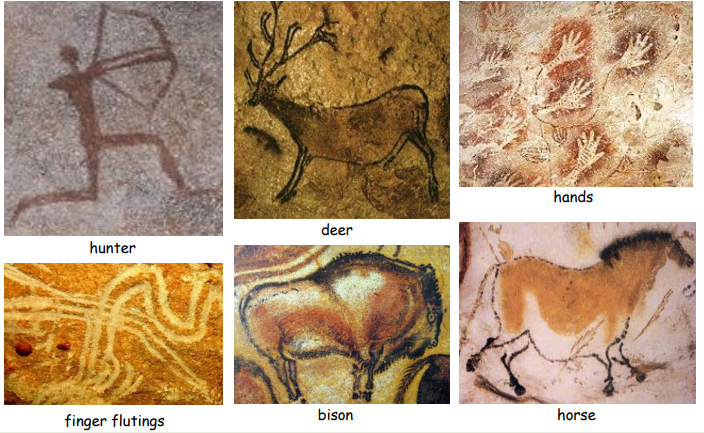 hunter
deer
hands
finger flutings
bison
horse